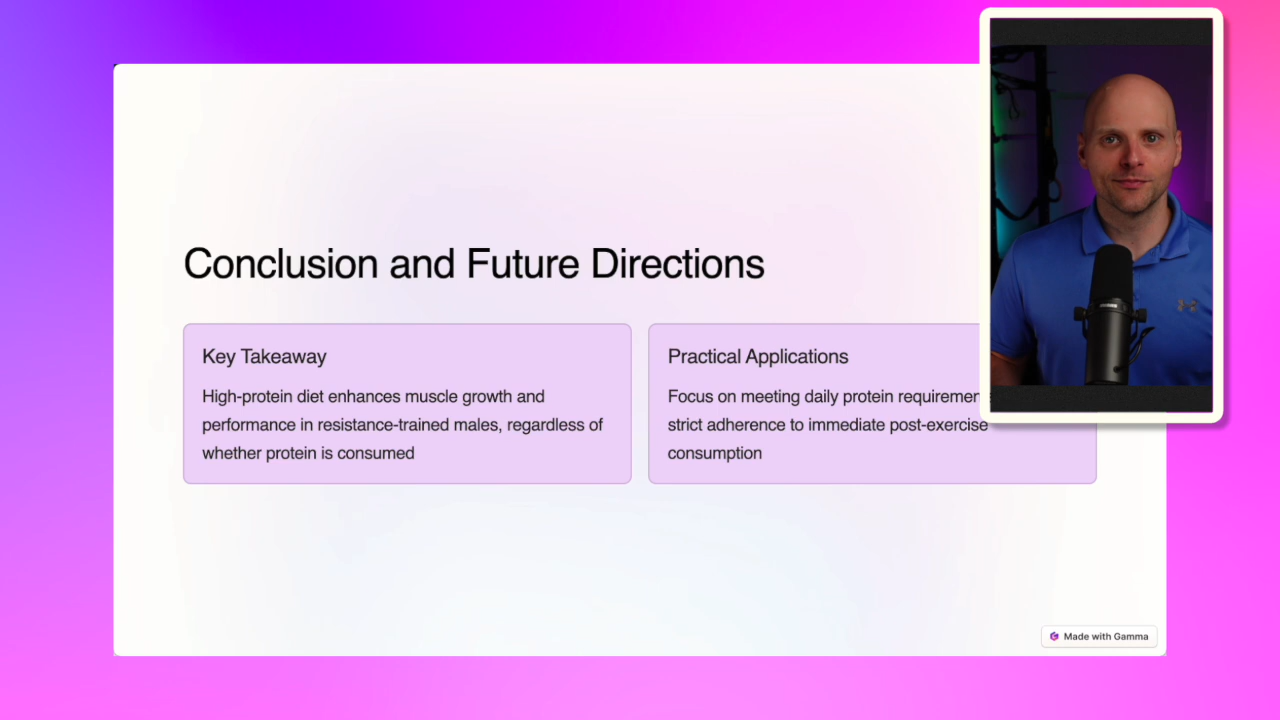 Conclusion and Future Directions
Key Takeaway
High-protein diet enhances muscle growth and
performance in resistance-trained males, regardless of
whether protein is consumed
Practical Applications
Focus on meeting daily protein
strict adherence to immediate post-exercise
consumption
Made with Gamma